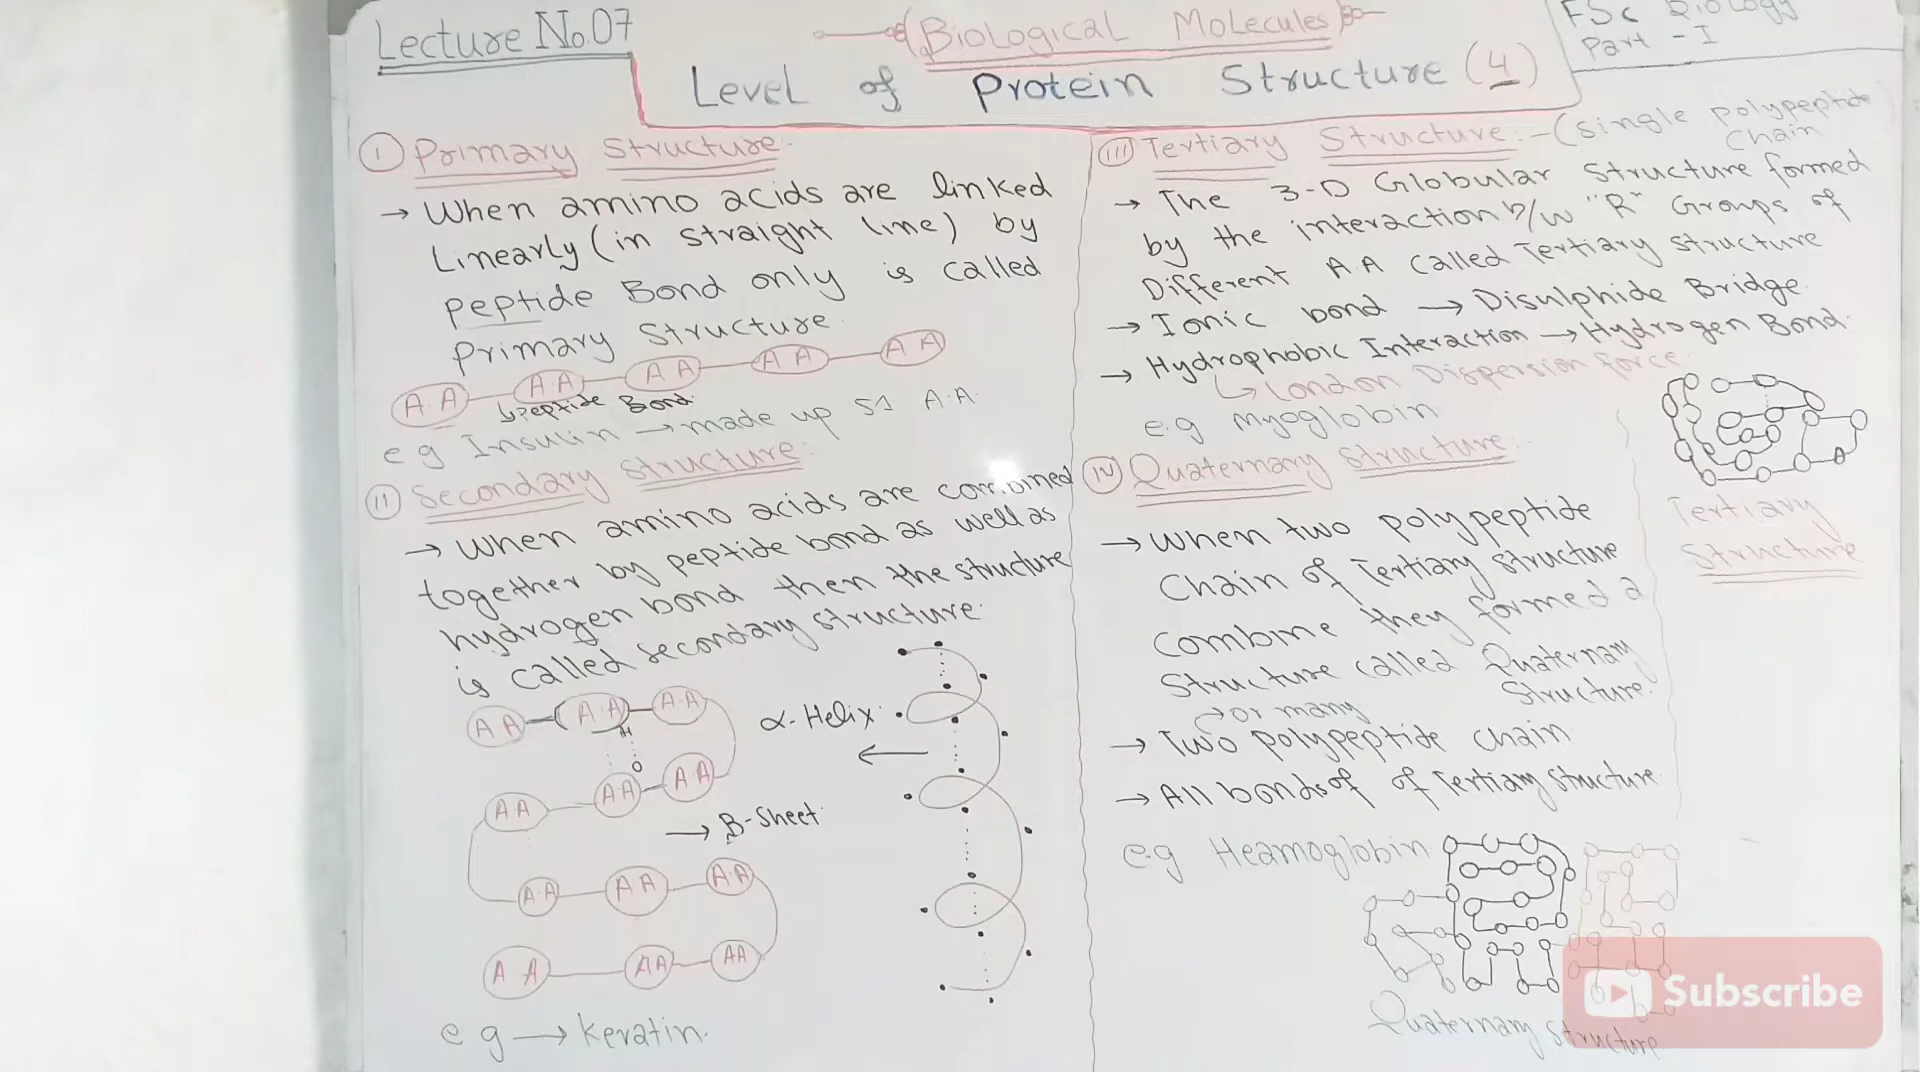 Lecture No.07
Biological Molecules
FSc Biology
Part - I
Level of Protein Structure (4)
I Primary Structure:
→ When amino acids are linked
Linearly (in straight line) by
peptide Bond only is called
Primary Structure.
A A A A A A A A A A
↳ Peptide Bond.
e g Insulin → made up 51 A.A.
II Secondary Structure:
→ When amino acids are combined
together by peptide bond as well as
hydrogen bond then the structure
is called secondary structure.
A A A A A A
H
O
A A A A A A
α-Helix
→ B-Sheet
A A A A A A
A A A A A A
e g → keratin.
III Tertiary Structure:- (single polypeptide
Chain
→ The 3-D Globular Structure formed
by the interaction b/w "R" Groups of
Different A A called Tertiary structure
→ Ionic bond → Disulphide Bridge.
→ Hydrophobic Interaction → Hydrogen Bond.
↳ London Dispersion force
e.g Myoglobin
Tertiary
Structure
IV Quaternary Structure:
→ When two polypeptide
Chain of Tertiary structure
Combine they formed a
Structure called Quaternary
Structure.
→ or many
→ Two polypeptide chain
→ All bonds of of Tertiary structure
e.g Heamoglobin
Quaternary structure
Subscribe